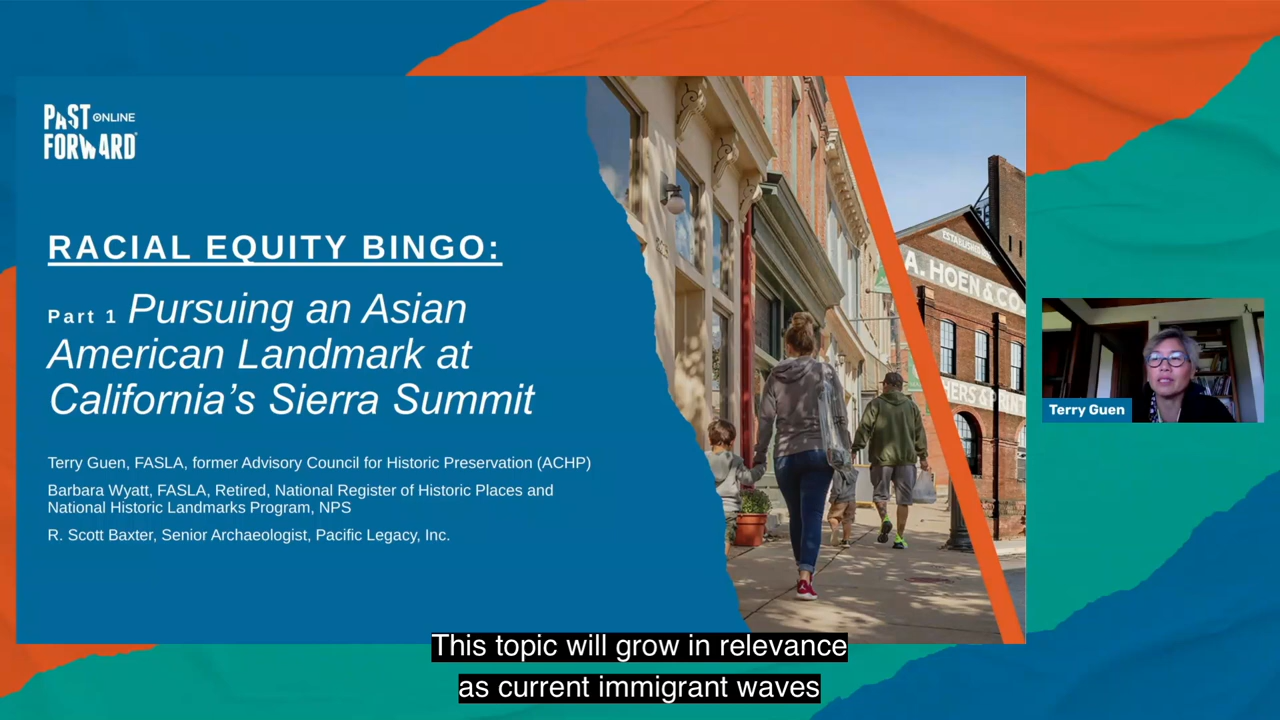 PAST ONLINE
FORWARD
RACIAL EQUITY BINGO:
Part 1 Pursuing an Asian
American Landmark at
California's Sierra Summit
Terry Guen, FASLA, former Advisory Council for Historic Preservation (ACHP)
Barbara Wyatt, FASLA, Retired, National Register of Historic Places and
National Historic Landmarks Program, NPS
R. Scott Baxter, Senior Archaeologist, Pacific Legacy, Inc.
A. HOEN & CO
HERS & PRINT
Terry Guen
This topic will grow in relevance
as current immigrant waves